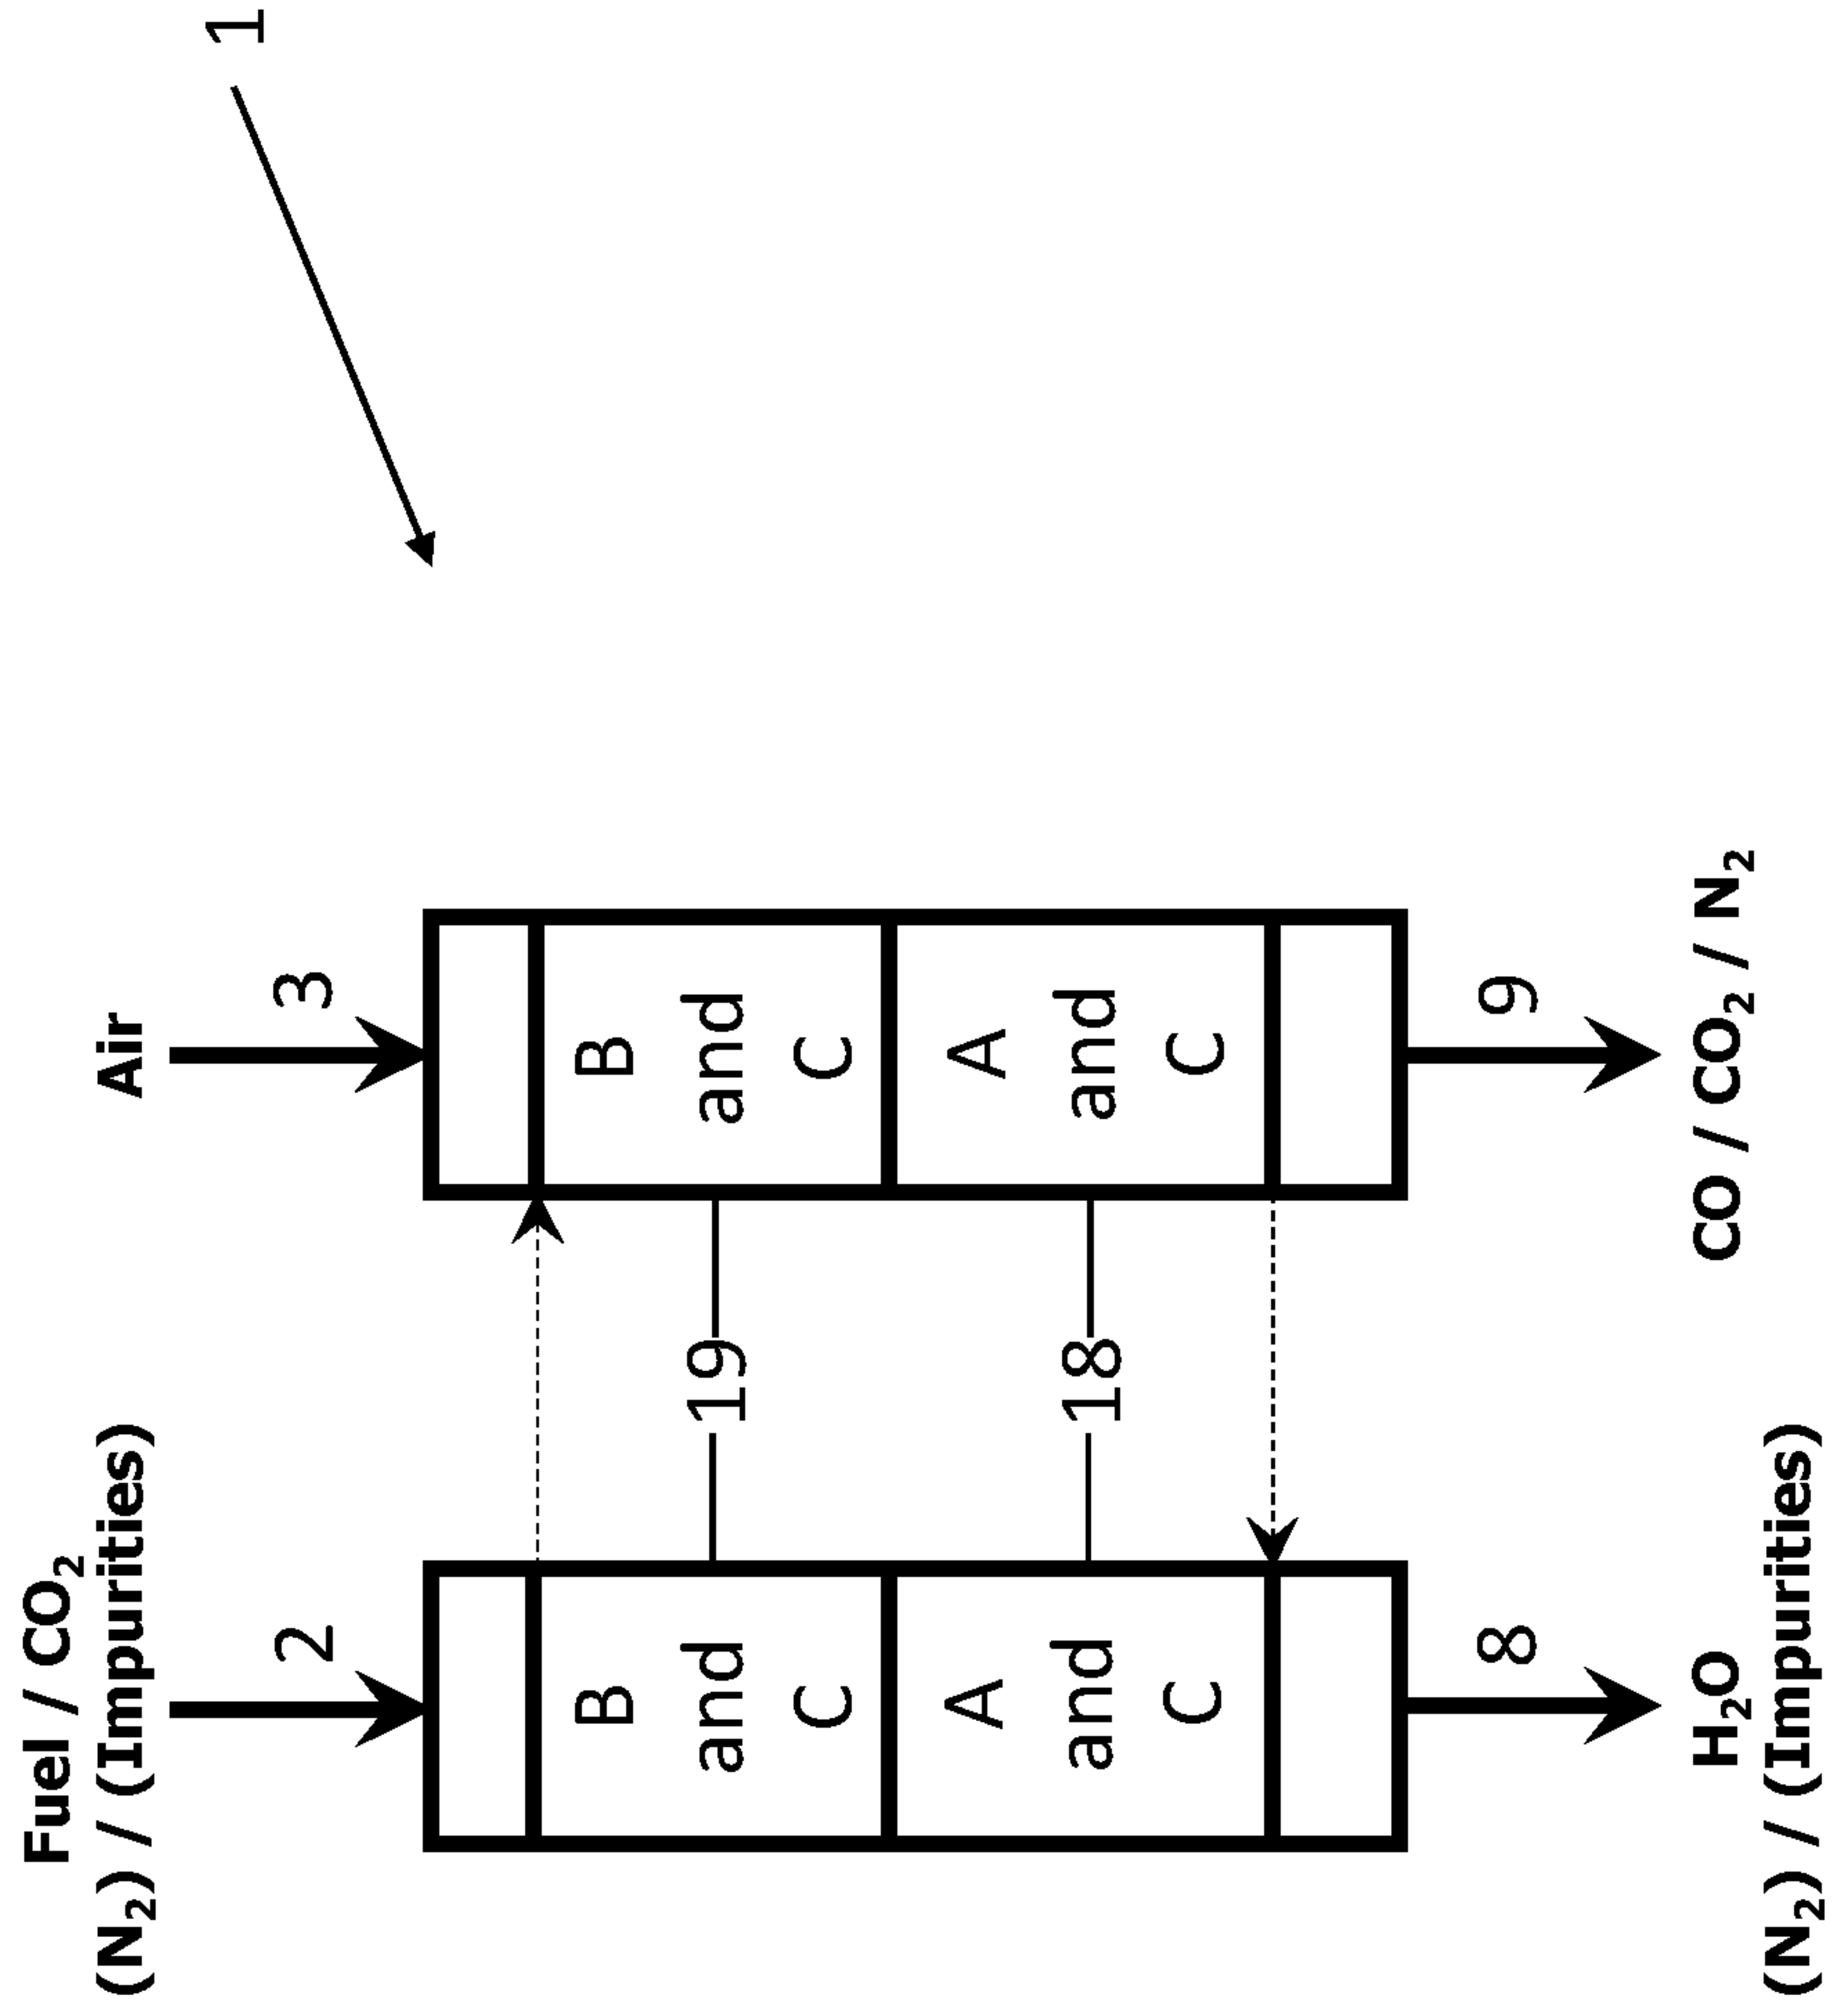 1
Fuel / CO₂
(N₂) / (Impurities)
Air
2
3
B
and
C
19
B
and
C
A
and
C
18
A
and
C
8
9
H₂O
(N₂) / (Impurities)
CO / CO₂ / N₂